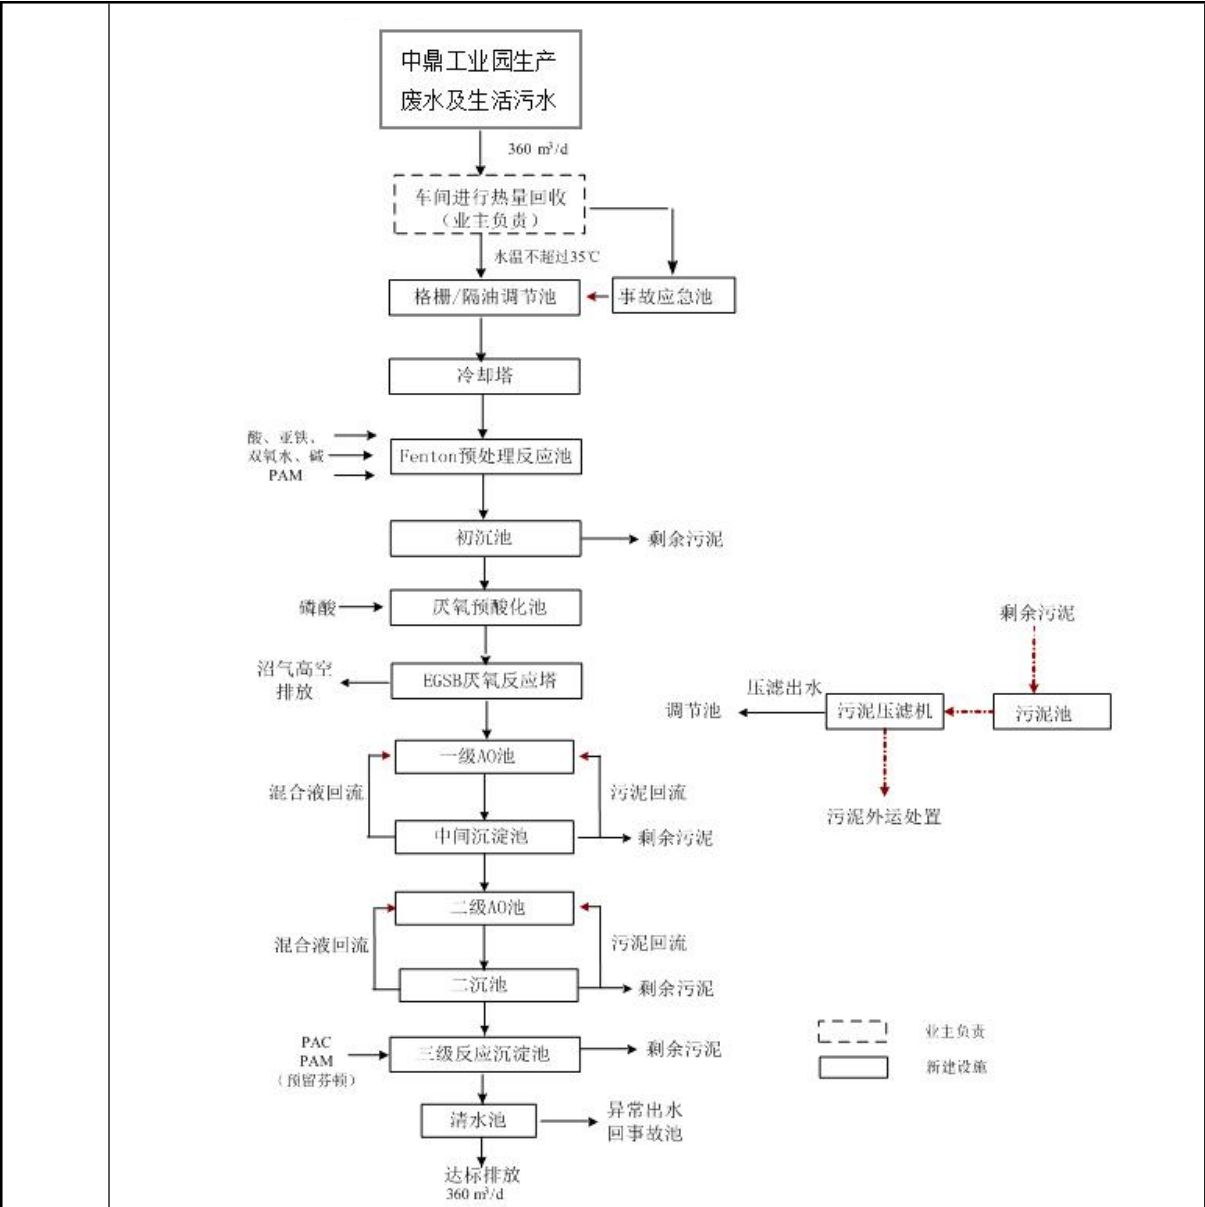 中鼎工业园生产
废水及生活污水
360 m³/d
车间进行热量回收
（业主负责）
水温不超过35℃
格栅/隔油调节池
事故应急池
冷却塔
酸、亚铁、
双氧水、碱
PAM
Fenton预处理反应池
初沉池
剩余污泥
磷酸
厌氧预酸化池
沼气高空
排放
EGSB厌氧反应塔
剩余污泥
污泥池
污泥压滤机
压滤出水
调节池
污泥外运处置
一级AO池
混合液回流
污泥回流
中间沉淀池
剩余污泥
二级AO池
混合液回流
污泥回流
二沉池
剩余污泥
PAC
PAM
（预留芬顿）
三级反应沉淀池
剩余污泥
清水池
异常出水
回事故池
达标排放
360 m³/d
业主负责
新建设施